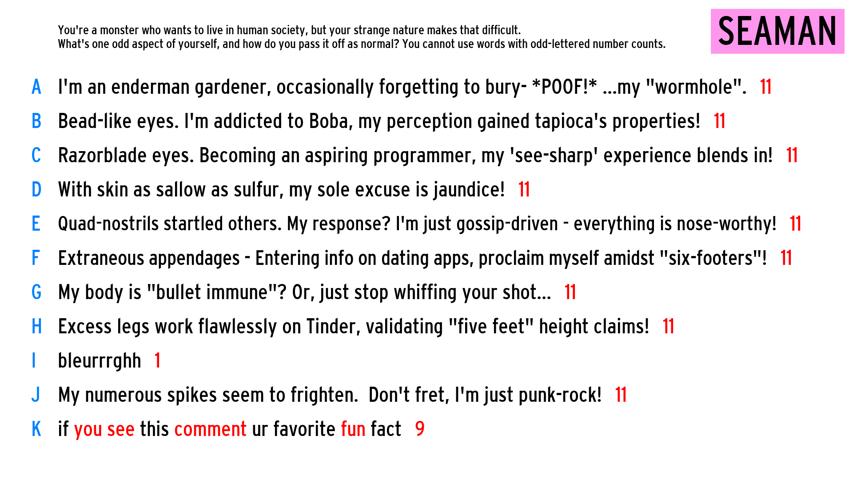 You're a monster who wants to live in human society, but your strange nature makes that difficult.
What's one odd aspect of yourself, and how do you pass it off as normal? You cannot use words with odd-lettered number counts.
SEAMAN
A I'm an enderman gardener, occasionally forgetting to bury- *POOF!* ...my "wormhole". 11
B Bead-like eyes. I'm addicted to Boba, my perception gained tapioca's properties! 11
C Razorblade eyes. Becoming an aspiring programmer, my 'see-sharp' experience blends in! 11
D With skin as sallow as sulfur, my sole excuse is jaundice! 11
E Quad-nostrils startled others. My response? I'm just gossip-driven - everything is nose-worthy! 11
F Extraneous appendages - Entering info on dating apps, proclaim myself amidst "six-footers"! 11
G My body is "bullet immune"? Or, just stop whiffing your shot... 11
H Excess legs work flawlessly on Tinder, validating "five feet" height claims! 11
I bleurrrghh 1
J My numerous spikes seem to frighten. Don't fret, I'm just punk-rock! 11
K if you see this comment ur favorite fun fact 9